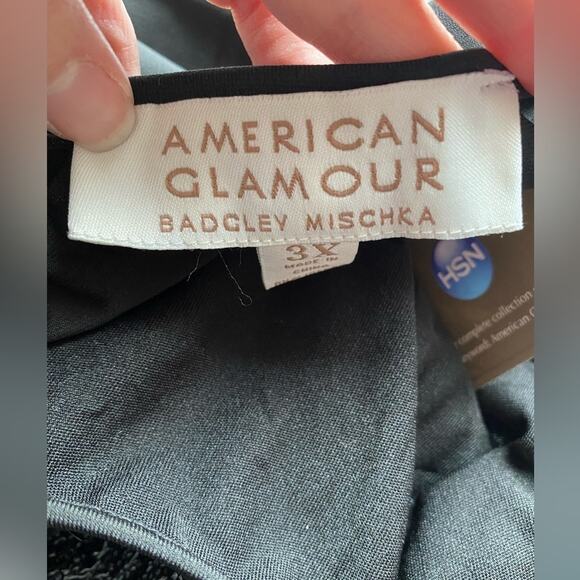 AMERICAN
GLAMOUR
BADGLEY MISCHKA
3X
MADE IN
CHINA
HSN
complete collection
American